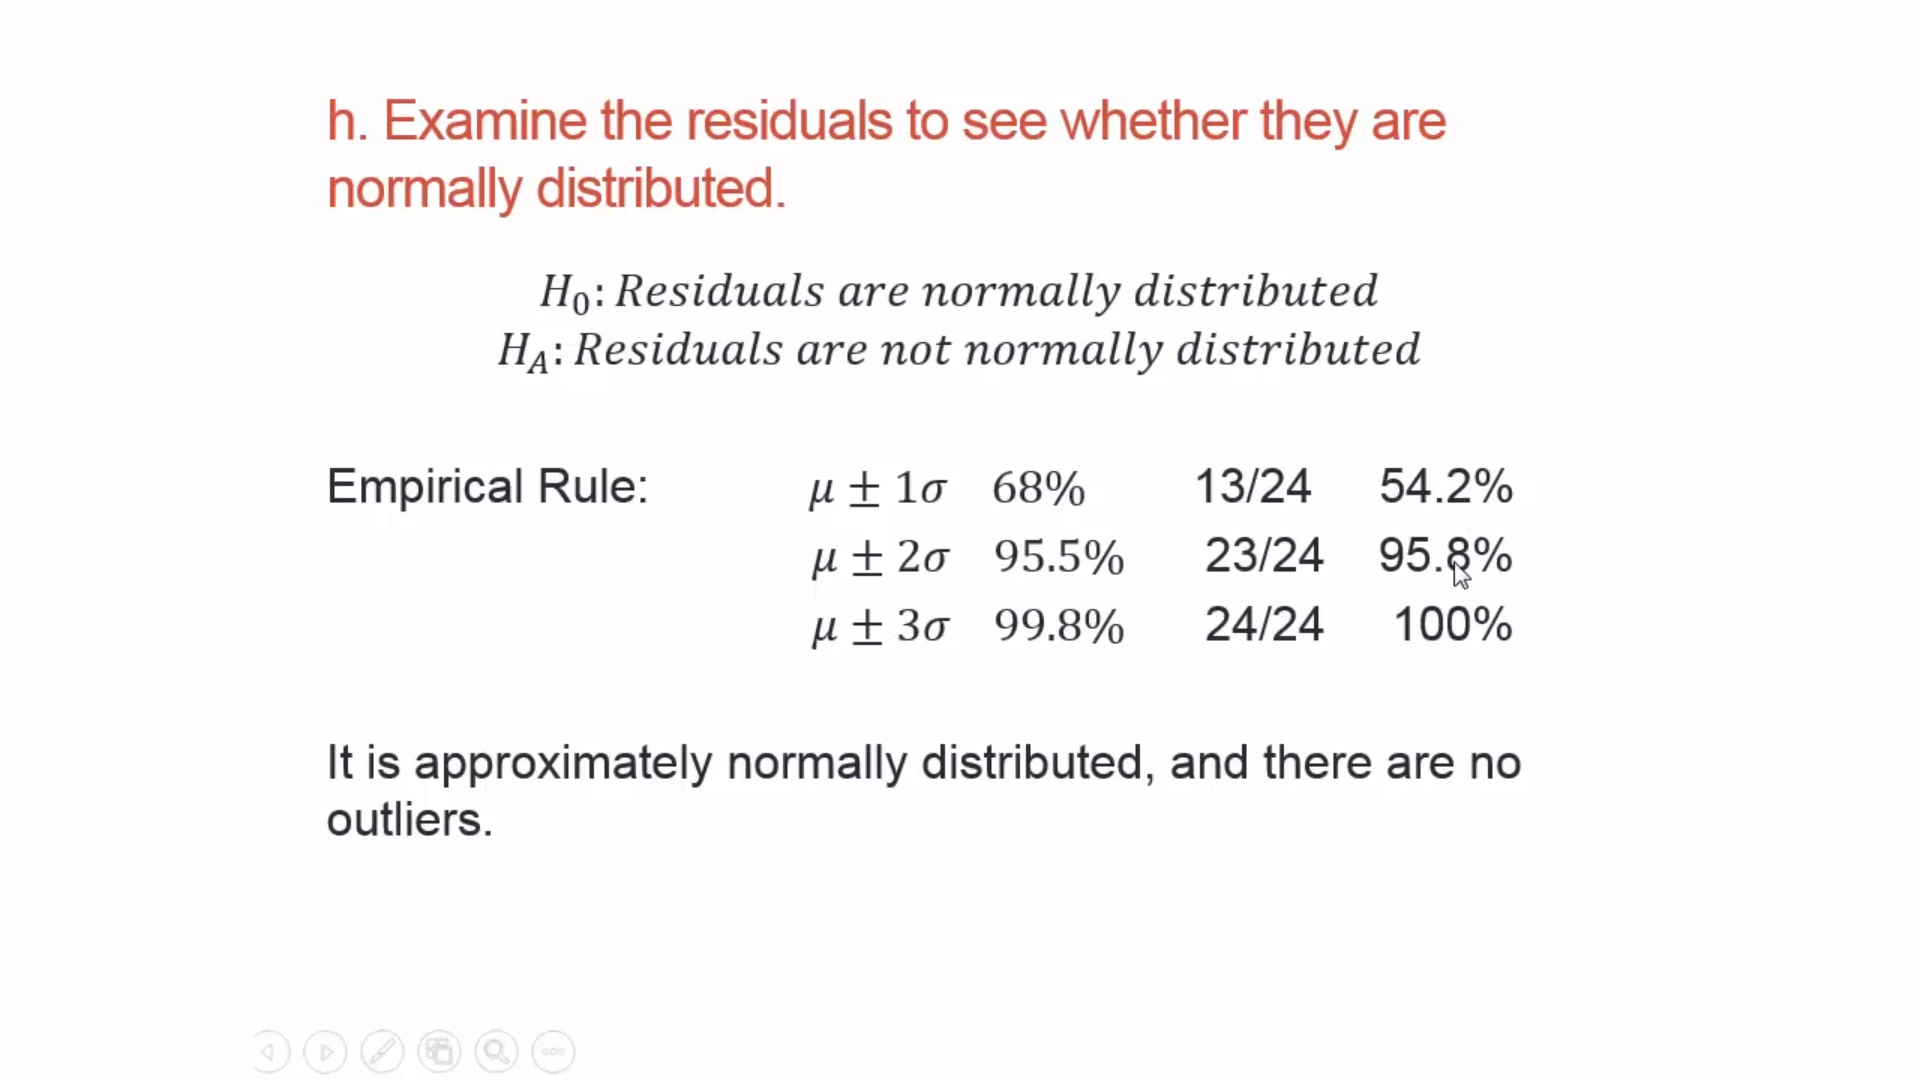 h. Examine the residuals to see whether they are
normally distributed.
H₀: Residuals are normally distributed
H_A: Residuals are not normally distributed
Empirical Rule: μ ± 1σ 68% 13/24 54.2%
μ ± 2σ 95.5% 23/24 95.8%
μ ± 3σ 99.8% 24/24 100%
It is approximately normally distributed, and there are no
outliers.